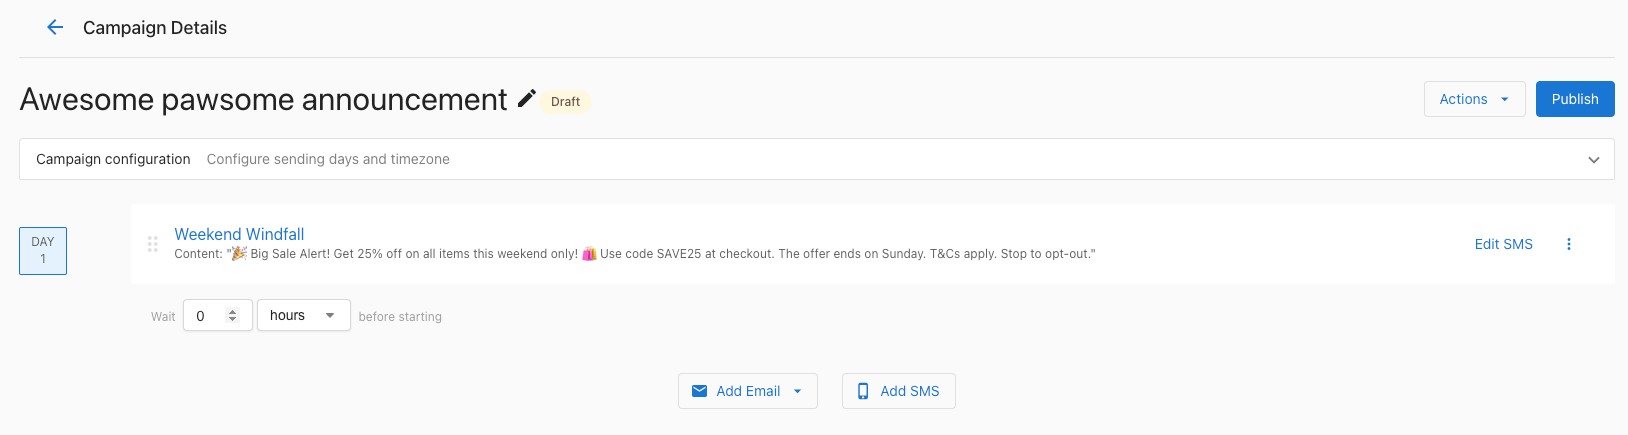 Campaign Details
Awesome pawsome announcement Draft
Actions Publish
Campaign configuration Configure sending days and timezone
DAY
1
Weekend Windfall
Content: "🎉 Big Sale Alert! Get 25% off on all items this weekend only! 🛍️ Use code SAVE25 at checkout. The offer ends on Sunday. T&Cs apply. Stop to opt-out."
Edit SMS
Wait 0 hours before starting
Add Email Add SMS